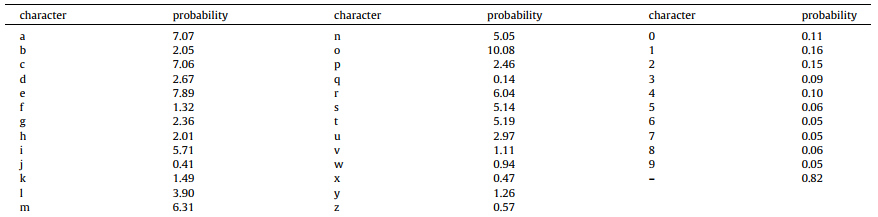 character probability character probability character probability
a 7.07 n 5.05 0 0.11
b 2.05 o 10.08 1 0.16
c 7.06 p 2.46 2 0.15
d 2.67 q 0.14 3 0.09
e 7.89 r 6.04 4 0.10
f 1.32 s 5.14 5 0.06
g 2.36 t 5.19 6 0.05
h 2.01 u 2.97 7 0.05
i 5.71 v 1.11 8 0.06
j 0.41 w 0.94 9 0.05
k 1.49 x 0.47 – 0.82
l 3.90 y 1.26
m 6.31 z 0.57